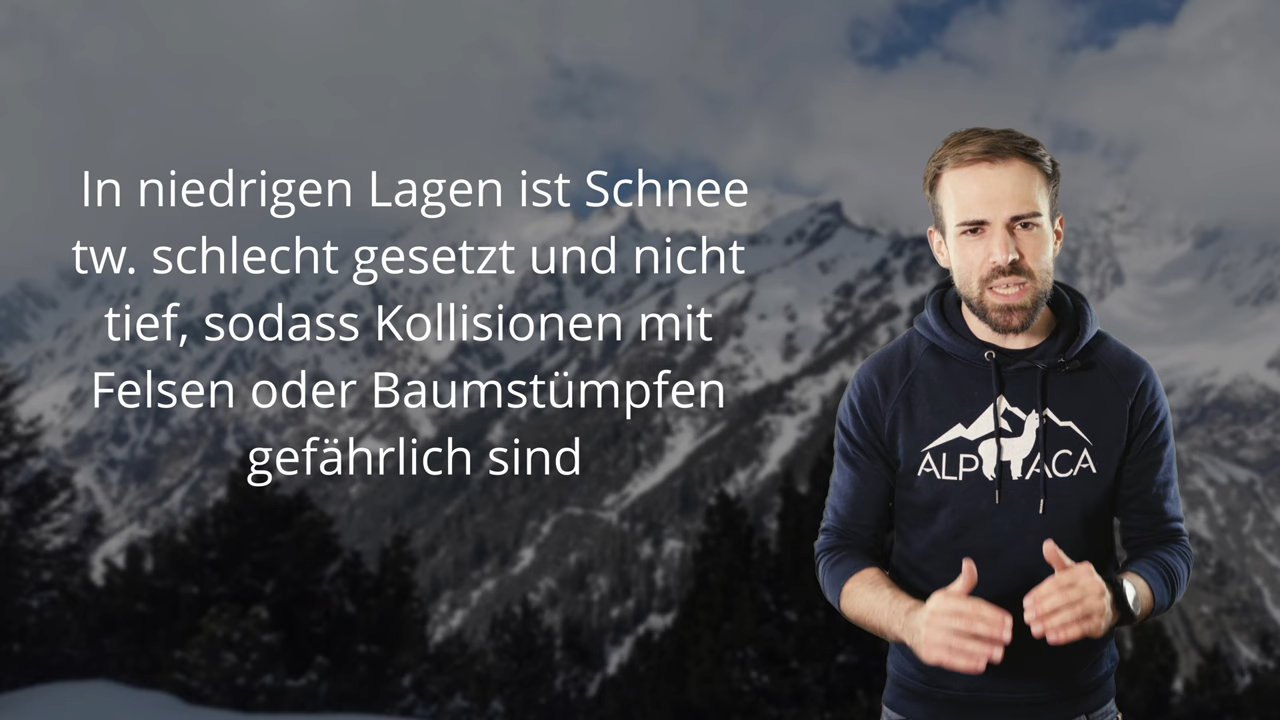 In niedrigen Lagen ist Schnee
tw. schlecht gesetzt und nicht
tief, sodass Kollisionen mit
Felsen oder Baumstümpfen
gefährlich sind
ALPACA